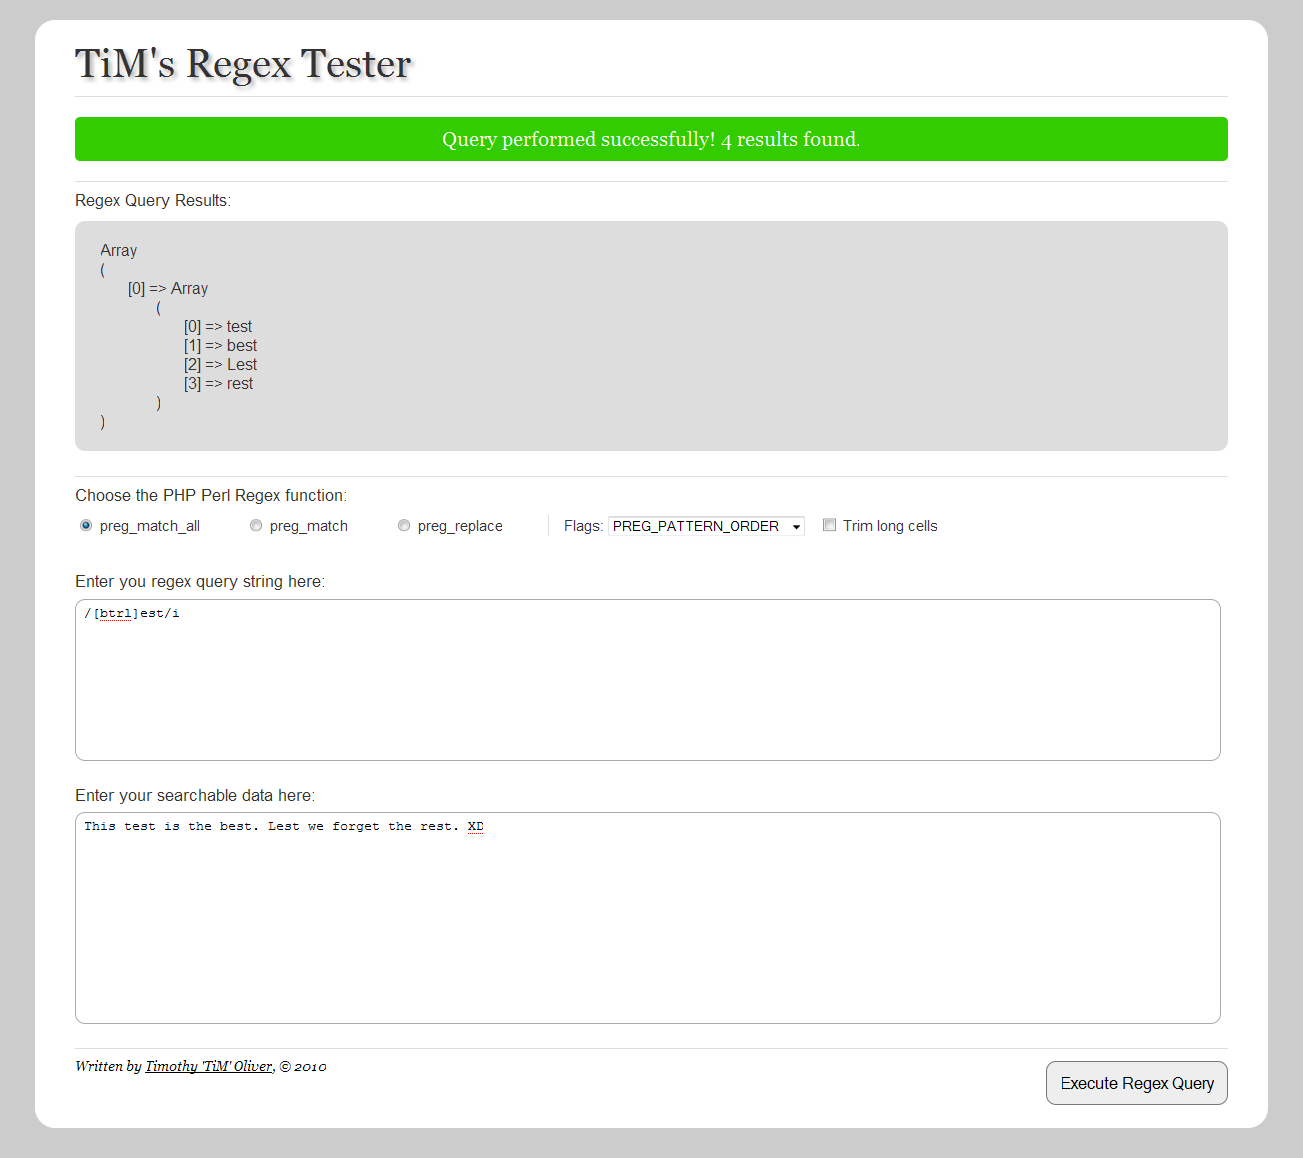 TiM's Regex Tester
Query performed successfully! 4 results found.
Regex Query Results:
Array
(
[0] => Array
(
[0] => test
[1] => best
[2] => Lest
[3] => rest
)
)
Choose the PHP Perl Regex function:
preg_match_all preg_match preg_replace Flags: PREG_PATTERN_ORDER Trim long cells
Enter you regex query string here:
/[btrl]est/i
Enter your searchable data here:
This test is the best. Lest we forget the rest. XD
Written by Timothy 'TiM' Oliver, © 2010
Execute Regex Query